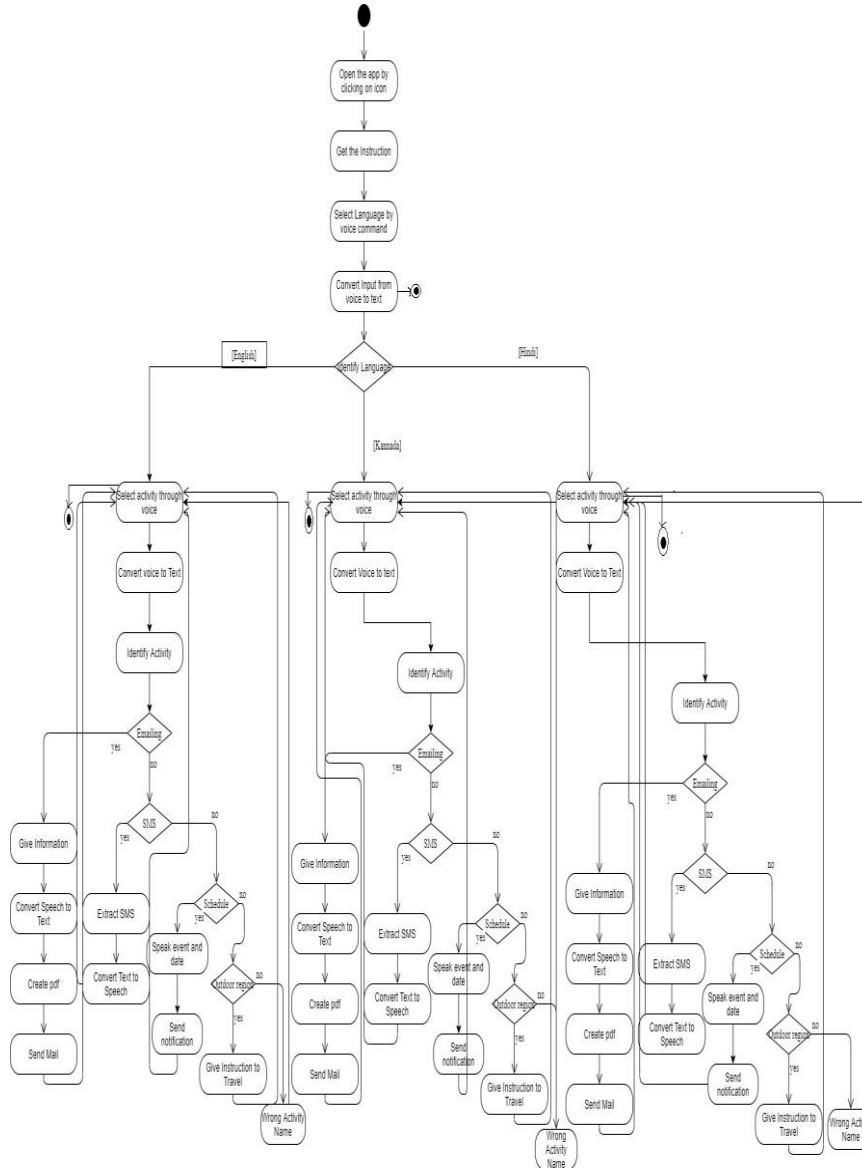 Open the app by
clicking on icon
Get the Instruction
Select Language by
voice command
Convert Input from
voice to text
Identify Language
[English]
[Hindi]
[Kannada]
Select activity through
voice
Convert voice to Text
Identify Activity
Emailing
yes
no
SMS
yes
no
Give Information
Convert Speech to
Text
Create pdf
Send Mail
Extract SMS
Convert Text to
Speech
Schedule
yes
no
Speak event and
date
Send
notification
Outdoor region
no
yes
Give Instruction to
Travel
Wrong Activity
Name
Select activity through
voice
Convert Voice to text
Identify Activity
Emailing
yes
no
SMS
yes
no
Give Information
Convert Speech to
Text
Create pdf
Send Mail
Extract SMS
Convert Text to
Speech
Schedule
yes
no
Speak event and
date
Send
notification
Outdoor region
no
yes
Give Instruction to
Travel
Wrong
Activity
Name
Select activity through
voice
Convert Voice to Text
Identify Activity
Emailing
yes
no
SMS
yes
no
Give Information
Convert Speech to
Text
Create pdf
Send Mail
Extract SMS
Convert Text to
Speech
Schedule
yes
no
Speak event and
date
Send
notification
Outdoor region
no
yes
Give Instruction to
Travel
Wrong Acti
Name